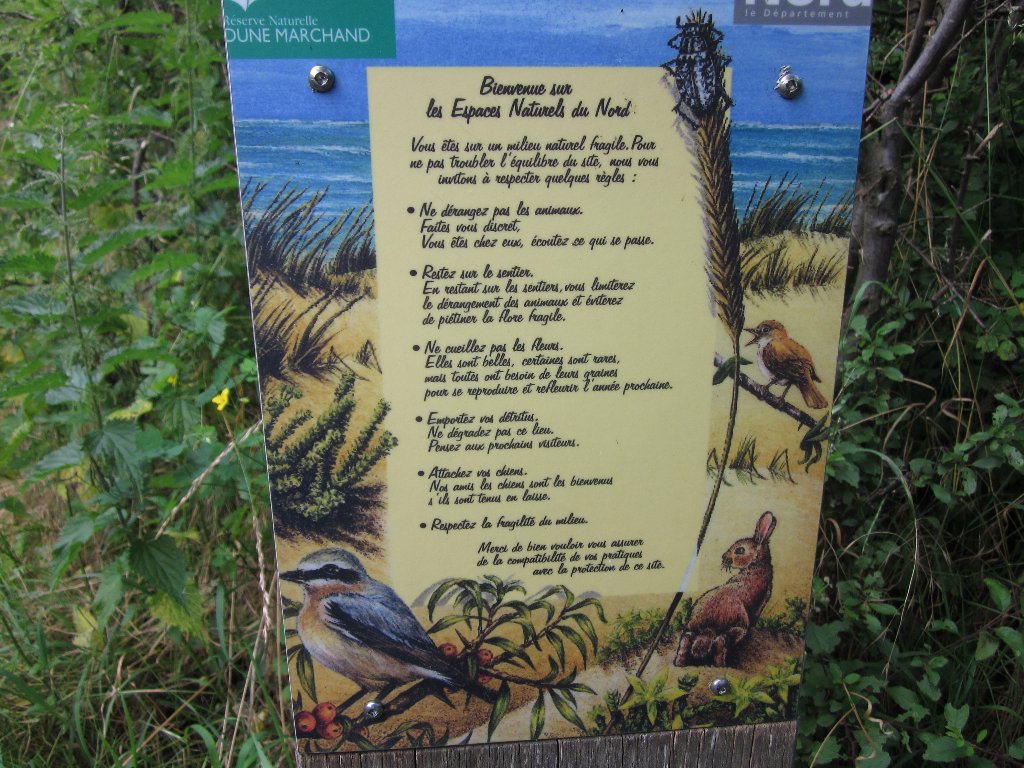 Réserve Naturelle
DUNE MARCHAND
Nord
le Département
Bienvenue sur
les Espaces Naturels du Nord
Vous êtes sur un milieu naturel fragile. Pour
ne pas troubler l'équilibre du site, nous vous
invitons à respecter quelques règles :
• Ne dérangez pas les animaux.
Faites vous discret,
Vous êtes chez eux, écoutez ce qui se passe.
• Restez sur le sentier.
En restant sur les sentiers, vous limiterez
le dérangement des animaux et éviterez
de piétiner la flore fragile.
• Ne cueillez pas les fleurs.
Elles sont belles, certaines sont rares,
mais toutes ont besoin de leurs graines
pour se reproduire et refleurir l'année prochaine.
• Emportez vos détritus.
Ne dégradez pas ce lieu.
Pensez aux prochains visiteurs.
• Attachez vos chiens.
Nos amis les chiens sont les bienvenus
s'ils sont tenus en laisse.
• Respectez la fragilité du milieu.
Merci de bien vouloir vous assurer
de la compatibilité de vos pratiques
avec la protection de ce site.